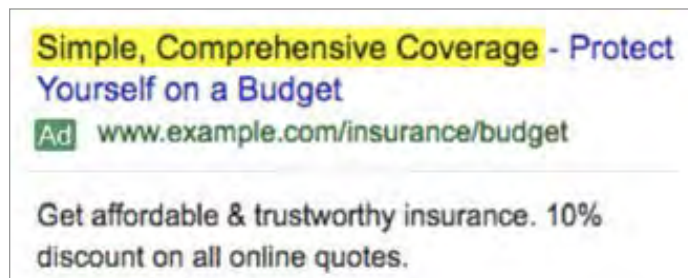 Simple, Comprehensive Coverage - Protect
Yourself on a Budget
Ad www.example.com/insurance/budget
Get affordable & trustworthy insurance. 10%
discount on all online quotes.